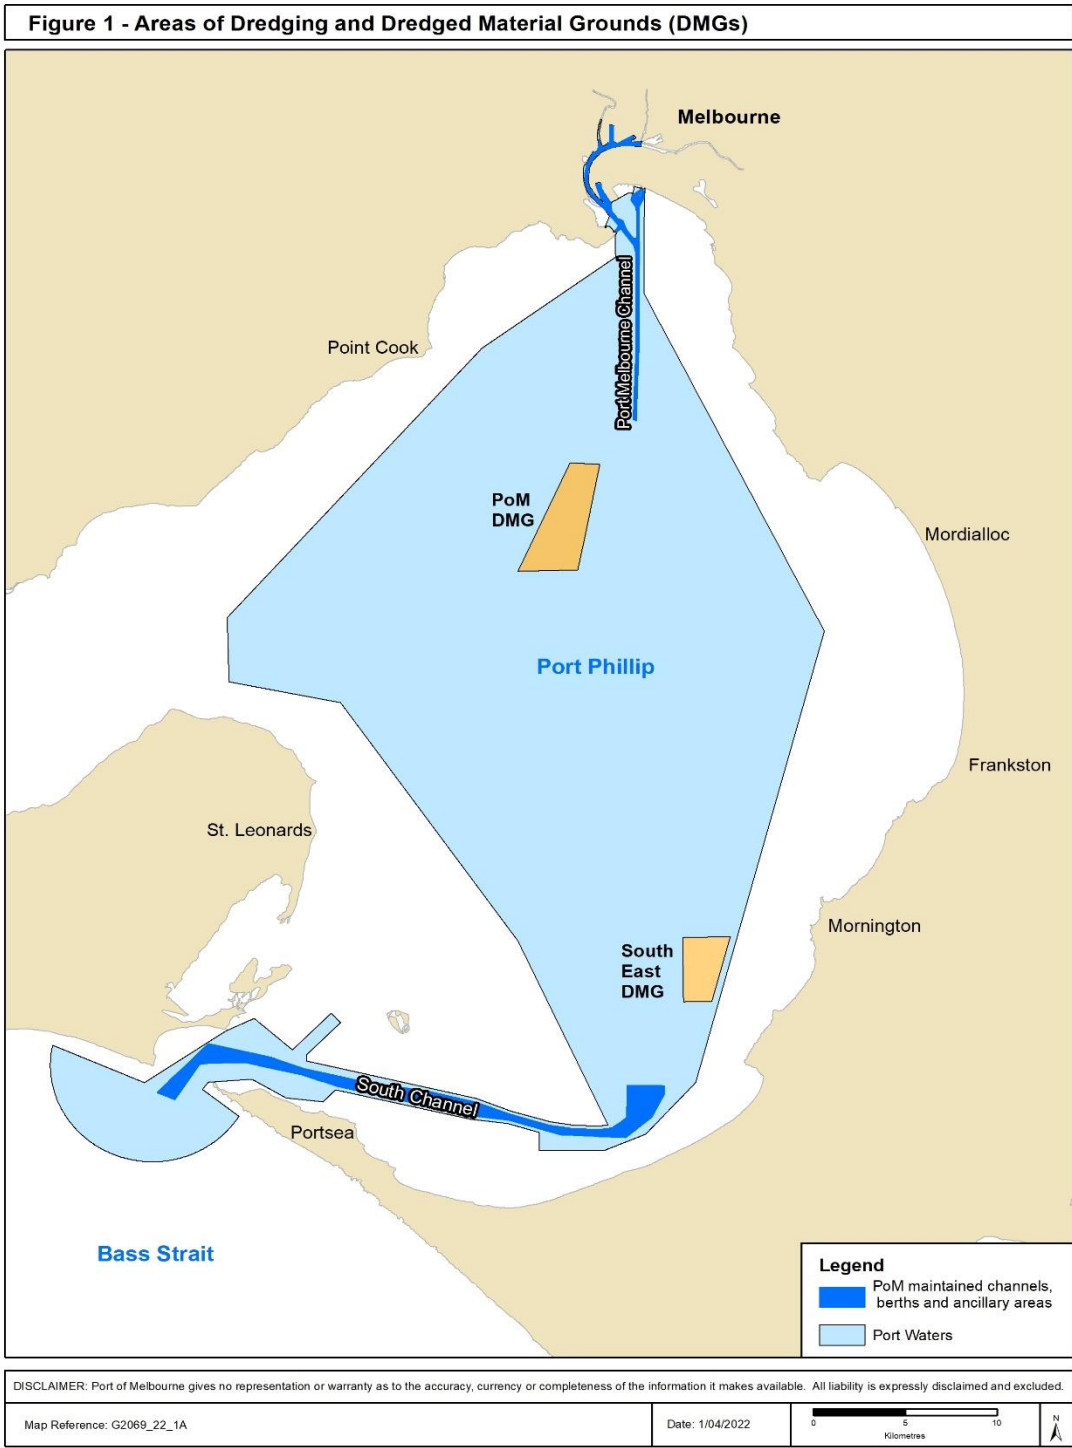 Figure 1 - Areas of Dredging and Dredged Material Grounds (DMGs)
Melbourne
Port Melbourne Channel
Point Cook
PoM
DMG
Mordialloc
Port Phillip
Frankston
St. Leonards
Mornington
South
East
DMG
South Channel
Portsea
Bass Strait
Legend
PoM maintained channels,
berths and ancillary areas
Port Waters
DISCLAIMER: Port of Melbourne gives no representation or warranty as to the accuracy, currency or completeness of the information it makes available. All liability is expressly disclaimed and excluded.
Map Reference: G2069_22_1A
Date: 1/04/2022
0 5 10
Kilometres
N